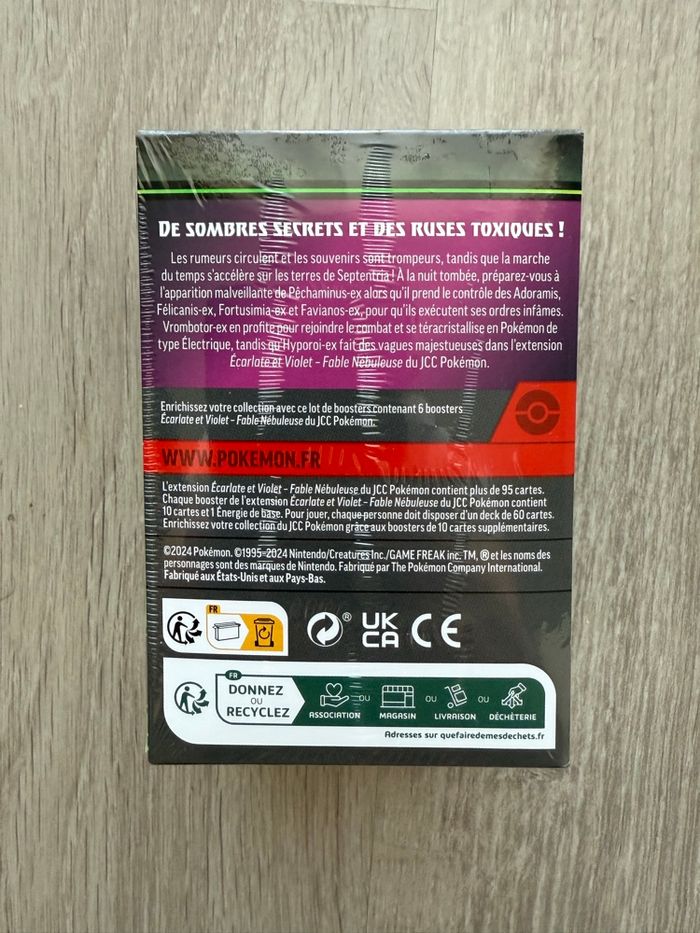 DE SOMBRES SECRETS ET DES RUSES TOXIQUES !
Les rumeurs circulent et les souvenirs sont trompeurs, tandis que la marche
du temps s'accélère sur les terres de Septentria ! À la nuit tombée, préparez-vous à
l'apparition malveillante de Pêchaminus-ex alors qu'il prend le contrôle des Adoramis,
Félicanis-ex, Fortusimia-ex et Favianos-ex, pour qu'ils exécutent ses ordres infâmes.
Vrombotor-ex en profite pour rejoindre le combat et se téracristallise en Pokémon de
type Électrique, tandis qu'Hyporoi-ex fait des vagues majestueuses dans l'extension
Écarlate et Violet – Fable Nébuleuse du JCC Pokémon.
Enrichissez votre collection avec ce lot de boosters contenant 6 boosters
Écarlate et Violet – Fable Nébuleuse du JCC Pokémon.
WWW.POKEMON.FR
L'extension Écarlate et Violet – Fable Nébuleuse du JCC Pokémon contient plus de 95 cartes.
Chaque booster de l'extension Écarlate et Violet – Fable Nébuleuse du JCC Pokémon contient
10 cartes et 1 Énergie de base. Pour jouer, chaque personne doit disposer d'un deck de 60 cartes.
Enrichissez votre collection du JCC Pokémon grâce aux boosters de 10 cartes supplémentaires.
©2024 Pokémon. ©1995-2024 Nintendo/Creatures Inc./GAME FREAK inc. TM, ® et les noms des
personnages sont des marques de Nintendo. Fabriqué par The Pokémon Company International.
Fabriqué aux États-Unis et aux Pays-Bas.
FR
®
UK
CA
CE
FR
DONNEZ
OU
RECYCLEZ
ASSOCIATION OU MAGASIN OU LIVRAISON OU DÉCHÈTERIE
Adresses sur quefairedemesdechets.fr